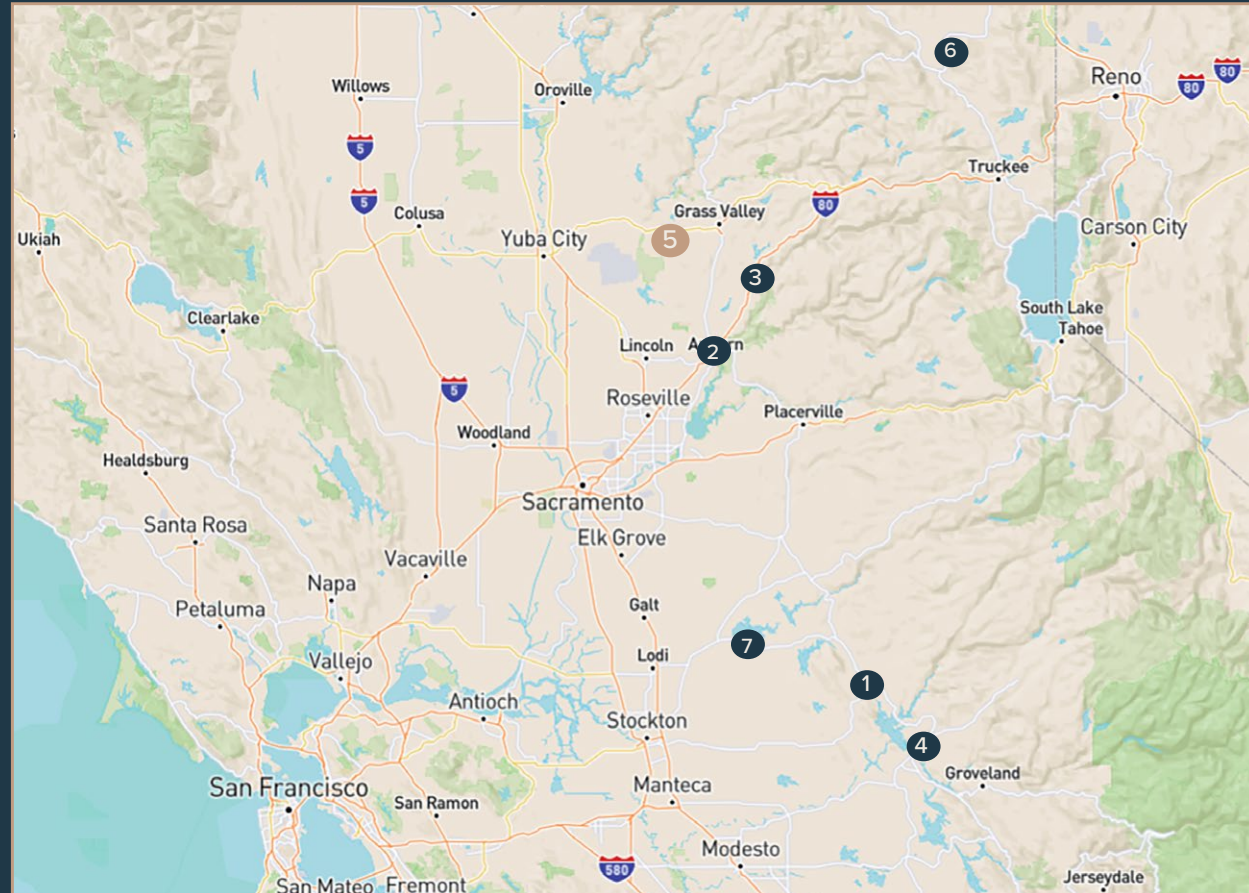 6
Reno
80
80
Willows
Oroville
5
Truckee
5
80
Colusa
Grass Valley
Yuba City
5
Carson City
Ukiah
3
Clearlake
South Lake
Tahoe
Lincoln
2
5
Roseville
Placerville
Woodland
Healdsburg
Sacramento
Santa Rosa
Elk Grove
Vacaville
Napa
Petaluma
Galt
7
Lodi
Vallejo
1
Antioch
Stockton
4
Groveland
San Francisco
Manteca
San Ramon
Modesto
580
Jerseydale
San Mateo
Fremont